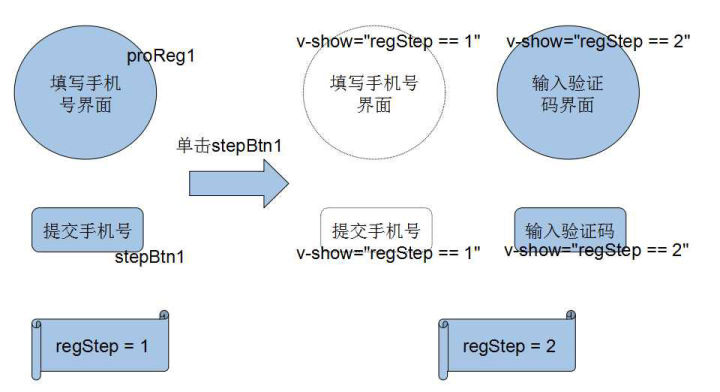 proReg1
填写手机
号界面
单击stepBtn1
提交手机号
stepBtn1
regStep = 1
v-show="regStep == 1"
填写手机号
界面
v-show="regStep == 2"
输入验证
码界面
提交手机号
v-show="regStep == 1"
输入验证码
v-show="regStep == 2"
regStep = 2